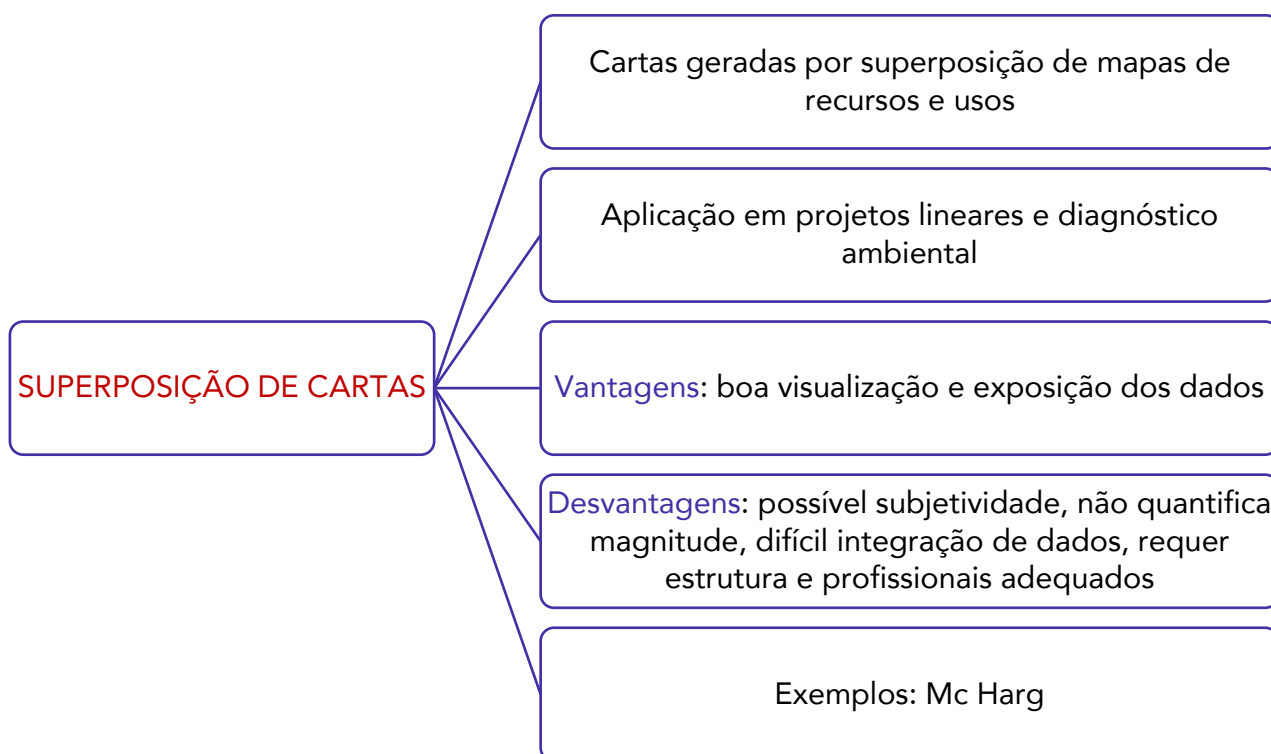 Cartas geradas por superposição de mapas de
recursos e usos
Aplicação em projetos lineares e diagnóstico
ambiental
SUPERPOSIÇÃO DE CARTAS
Vantagens: boa visualização e exposição dos dados
Desvantagens: possível subjetividade, não quantifica
magnitude, difícil integração de dados, requer
estrutura e profissionais adequados
Exemplos: Mc Harg